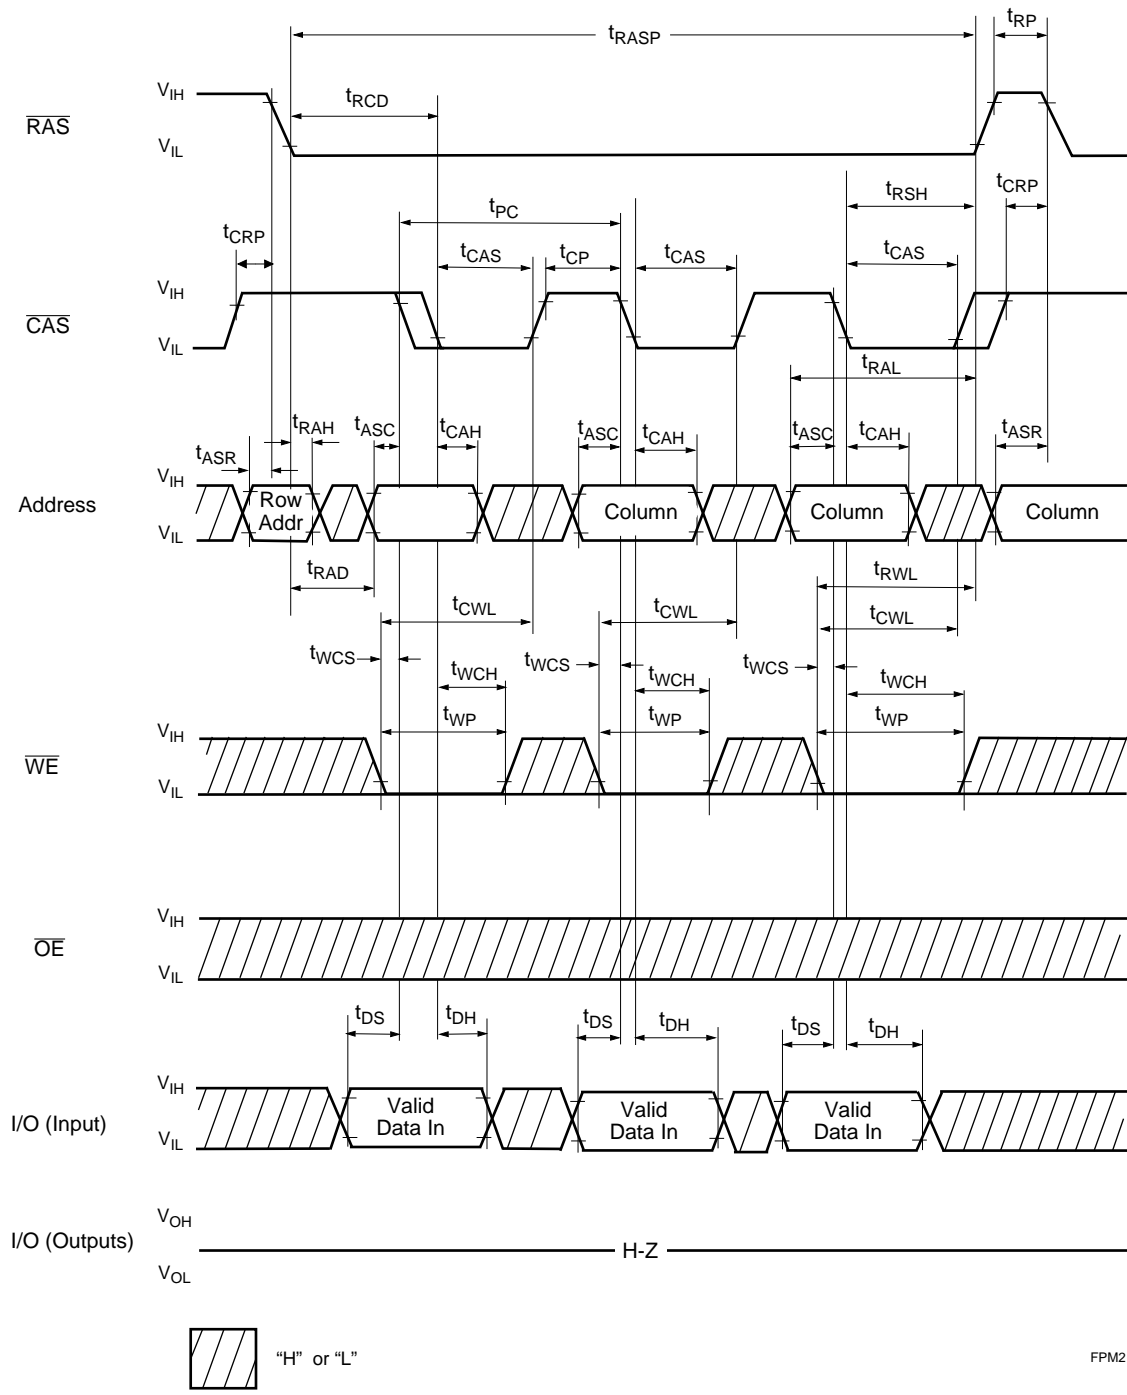 tRASP
tRP
VIH
tRCD
RAS
VIL
tRSH
tCRP
tPC
tCRP
tCAS
tCP
tCAS
tCAS
VIH
CAS
VIL
tRAL
tRAH
tASC
tCAH
tASC
tCAH
tASC
tCAH
tASR
tASR
VIH
Address
Row
Addr
Column
Column
Column
VIL
tRAD
tRWL
tCWL
tCWL
tCWL
tWCS
tWCS
tWCS
tWCH
tWCH
tWCH
tWP
tWP
tWP
VIH
WE
VIL
VIH
OE
VIL
tDS
tDH
tDS
tDH
tDS
tDH
VIH
I/O (Input)
Valid
Data In
Valid
Data In
Valid
Data In
VIL
VOH
I/O (Outputs)
H-Z
VOL
“H” or “L”
FPM2